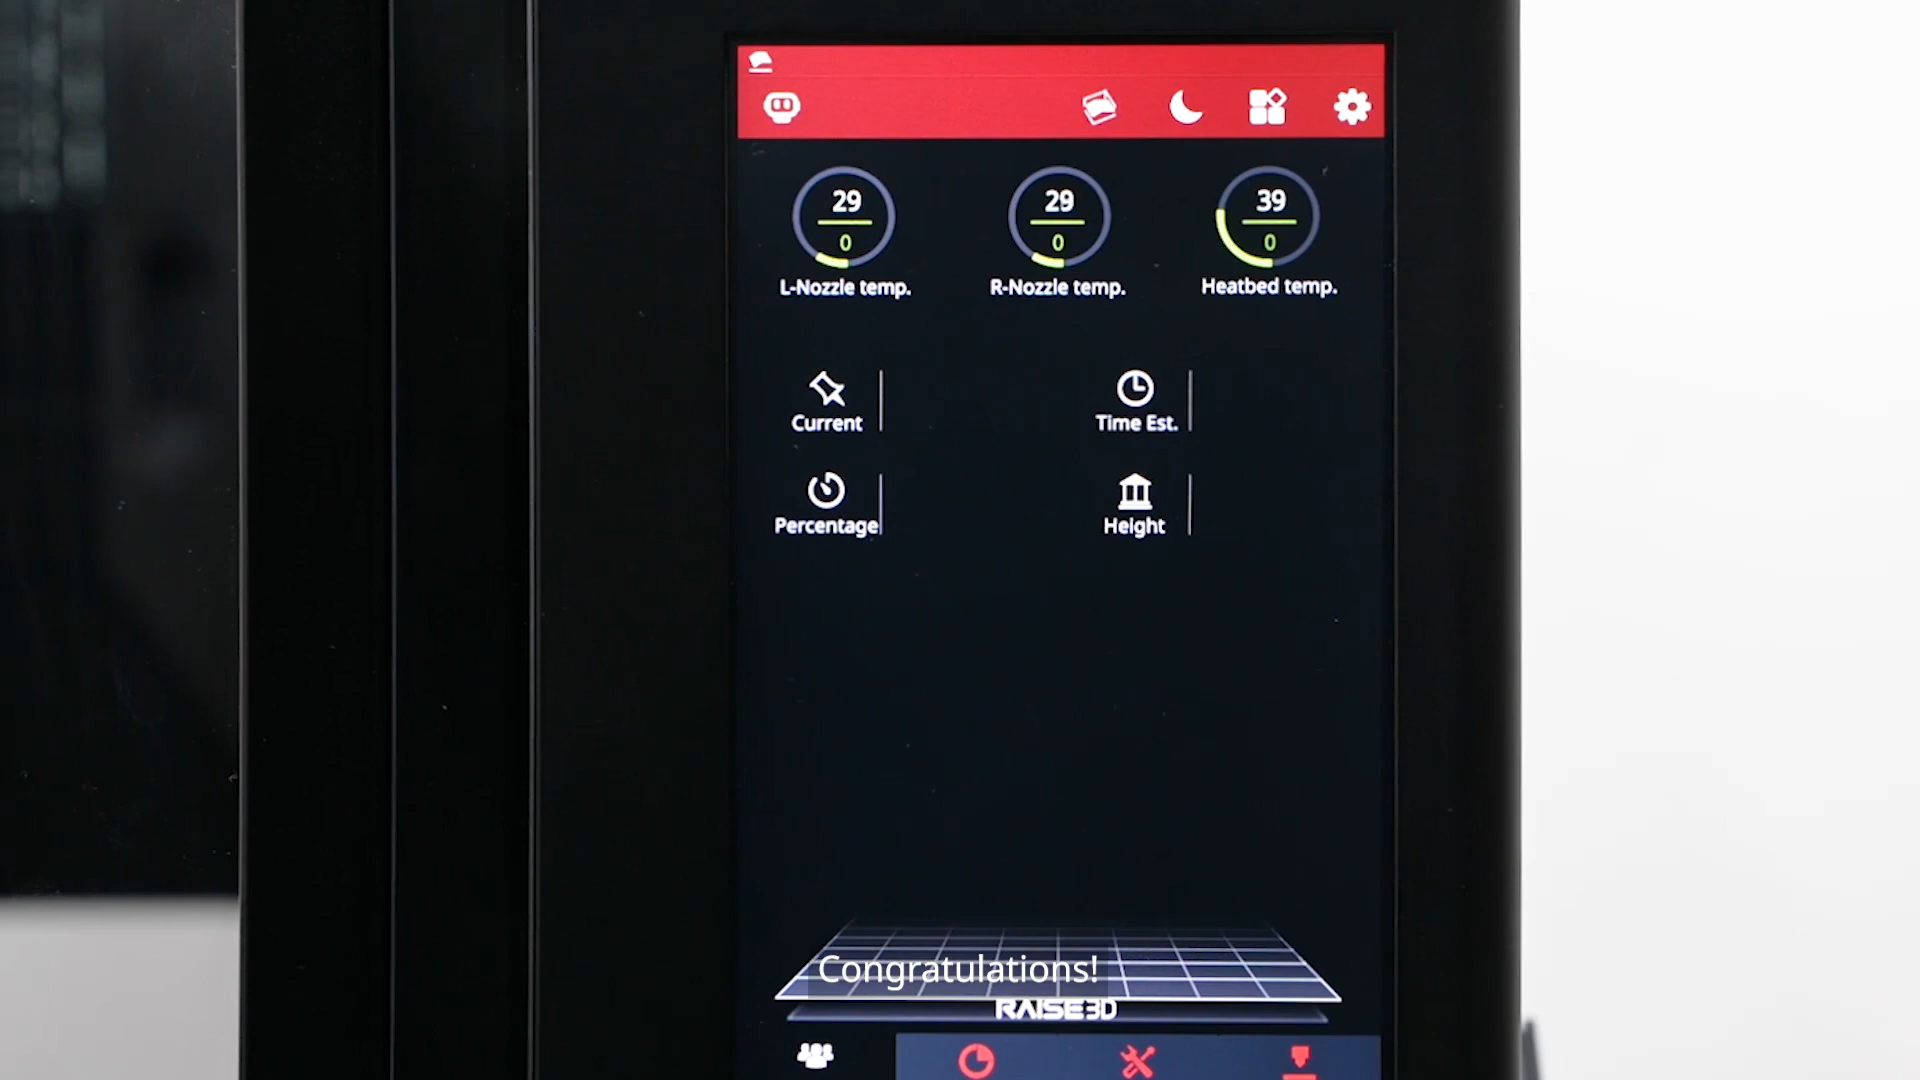 29
0
L-Nozzle temp.
29
0
R-Nozzle temp.
39
0
Heatbed temp.
Current
Time Est.
Percentage
Height
Congratulations!
RAISE3D